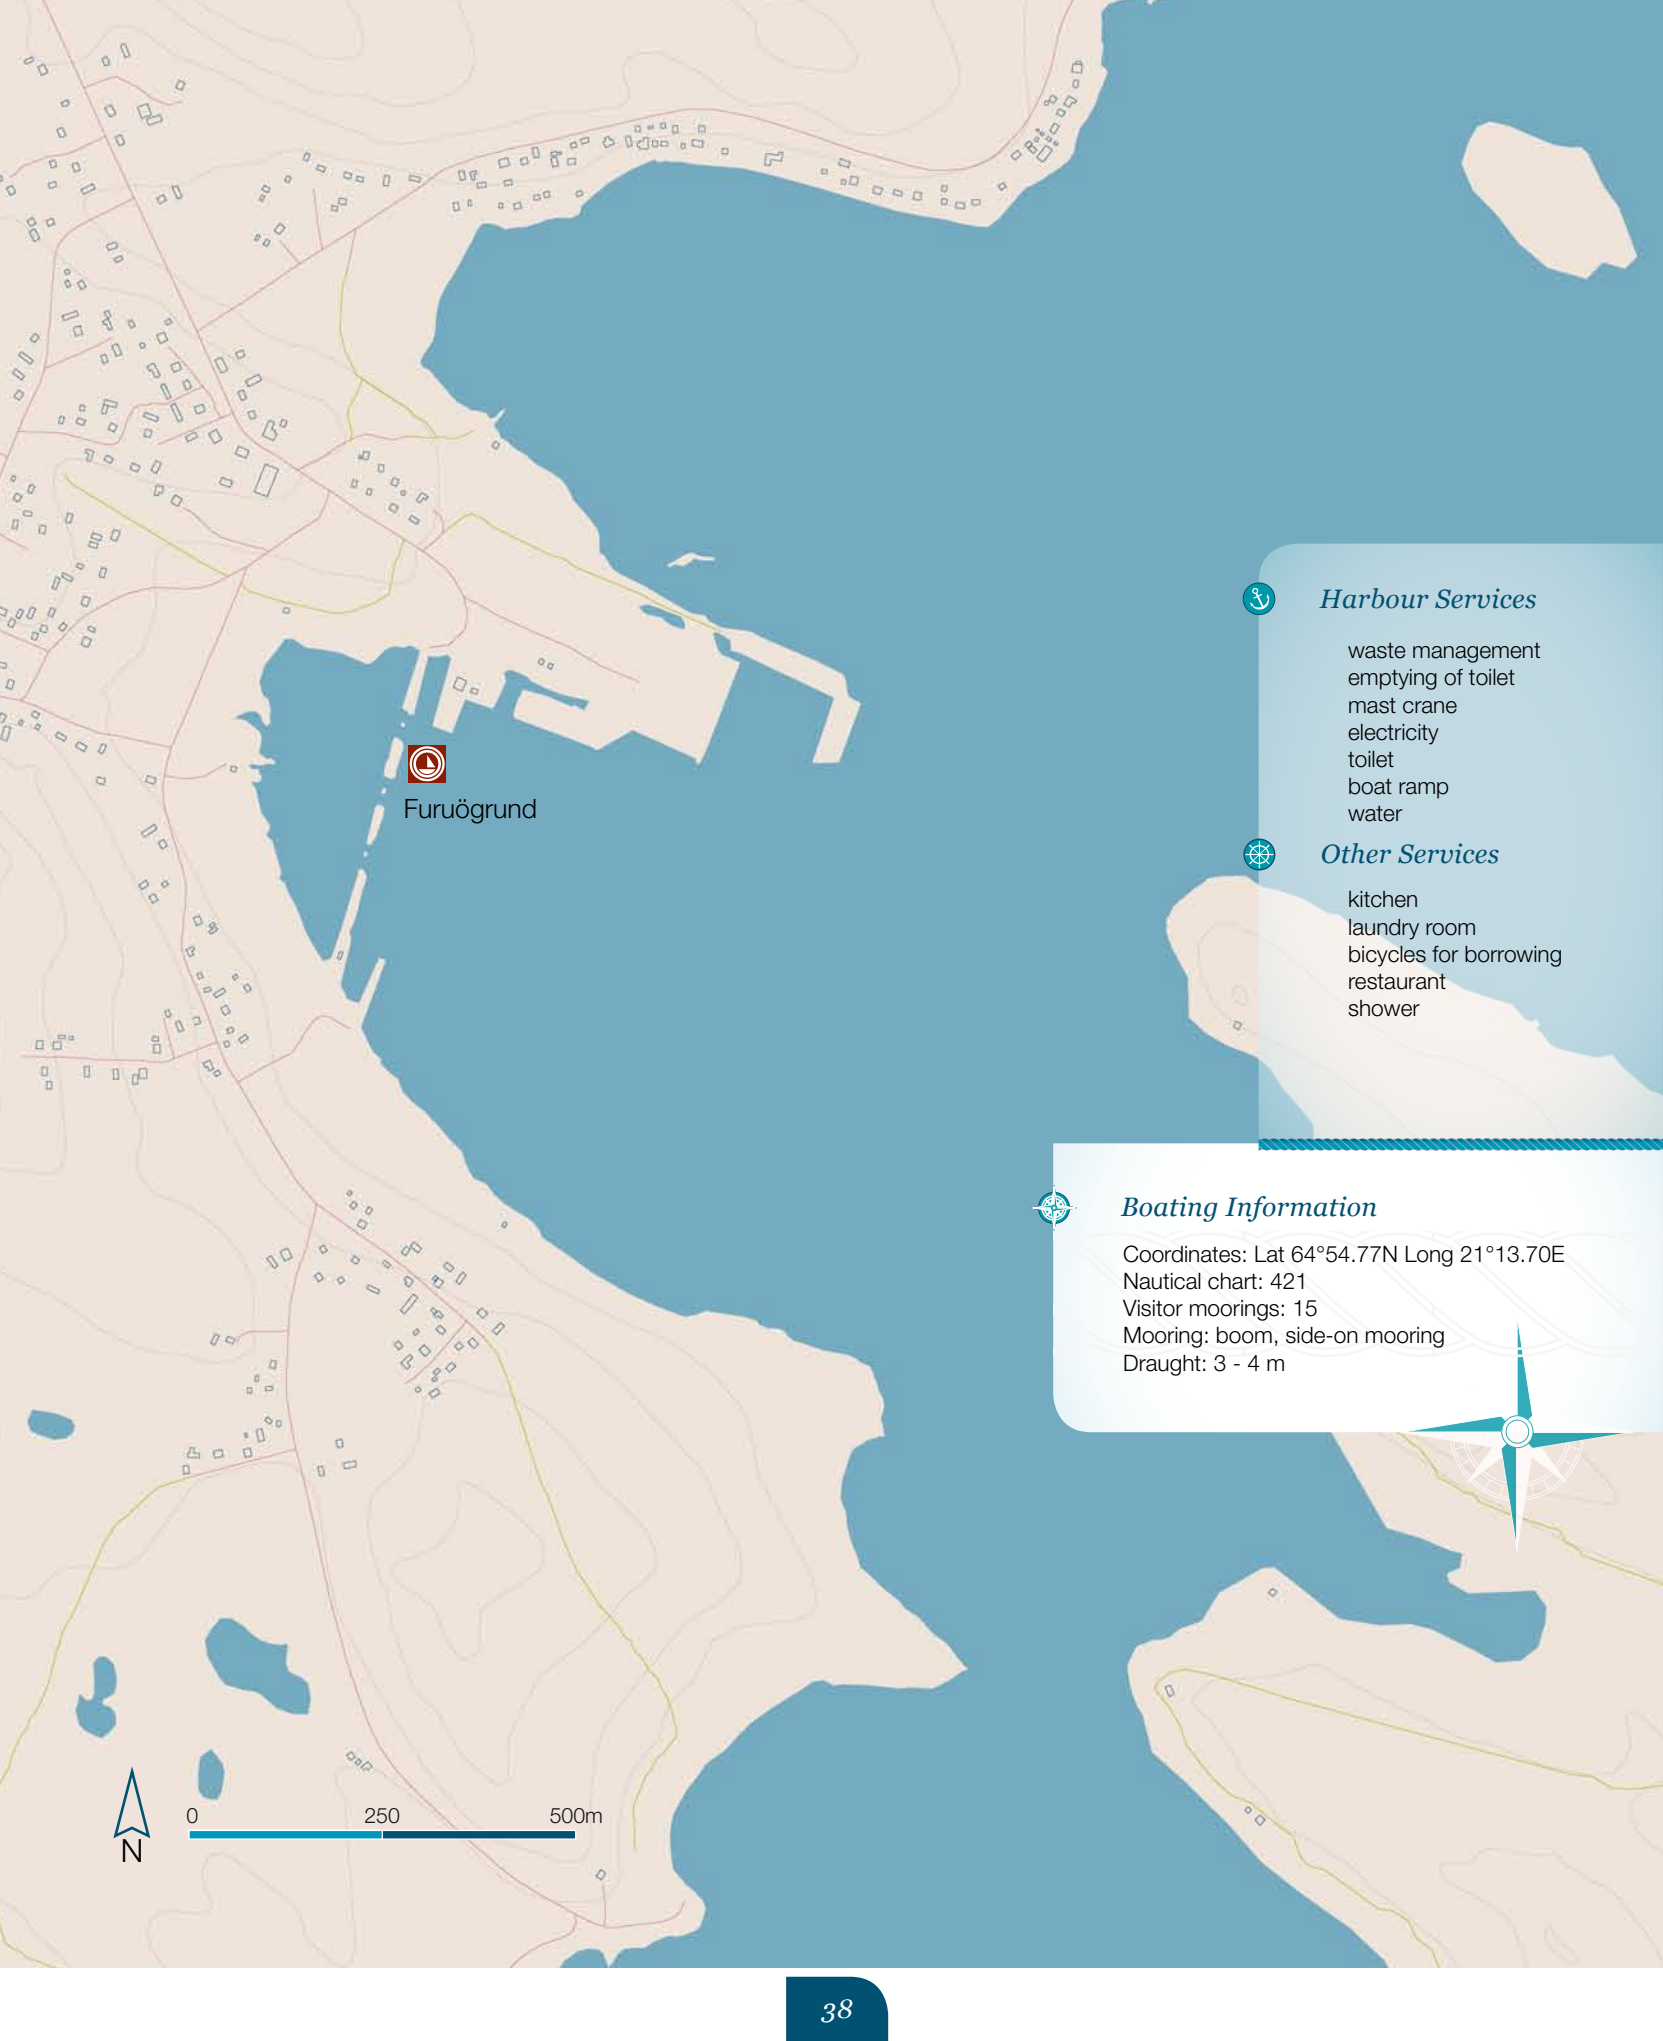 Harbour Services
waste management
emptying of toilet
mast crane
electricity
toilet
boat ramp
water
Other Services
kitchen
laundry room
bicycles for borrowing
restaurant
shower
Furuögrund
Boating Information
Coordinates: Lat 64°54.77N Long 21°13.70E
Nautical chart: 421
Visitor moorings: 15
Mooring: boom, side-on mooring
Draught: 3 - 4 m
0 250 500m
N
38